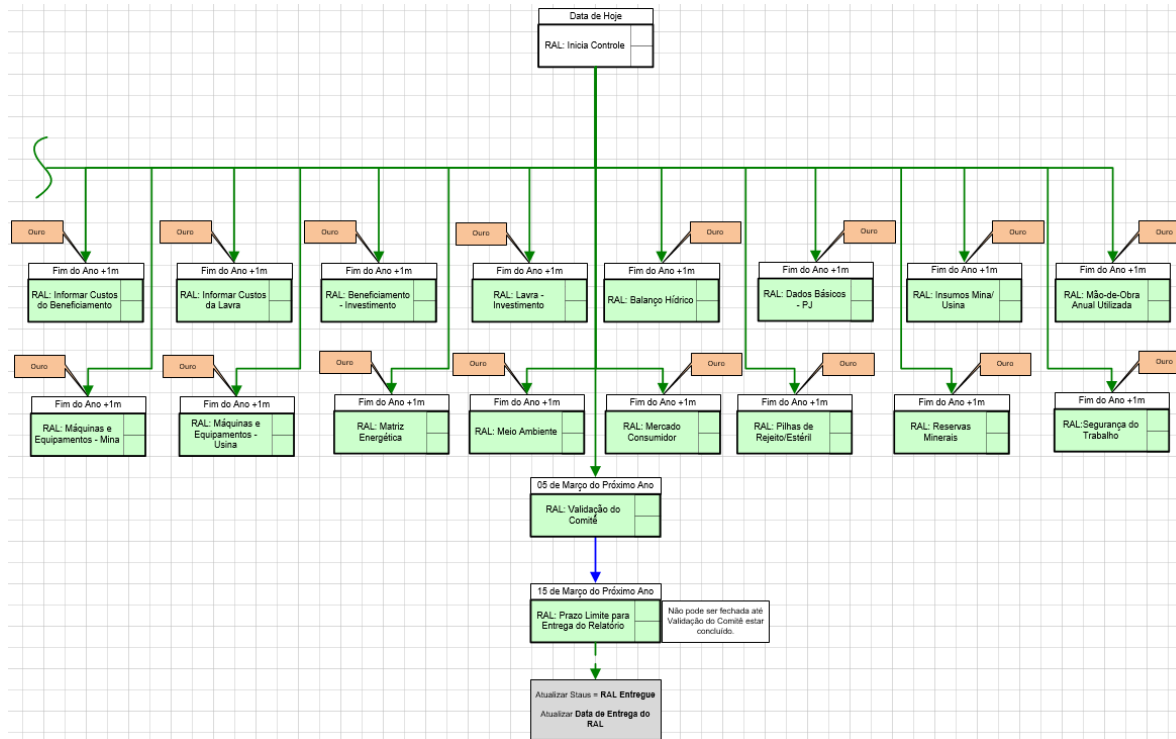 Data de Hoje
RAL: Inicia Controle
Ouro
Ouro
Ouro
Ouro
Ouro
Ouro
Ouro
Ouro
Fim do Ano +1m
RAL: Informar Custos
do Beneficiamento
Fim do Ano +1m
RAL: Informar Custos
da Lavra
Fim do Ano +1m
RAL: Beneficiamento
- Investimento
Fim do Ano +1m
RAL: Lavra -
Investimento
Fim do Ano +1m
RAL: Balanço Hídrico
Fim do Ano +1m
RAL: Dados Básicos
- PJ
Fim do Ano +1m
RAL: Insumos Mina/
Usina
Fim do Ano +1m
RAL: Mão-de-Obra
Anual Utilizada
Ouro
Ouro
Ouro
Ouro
Ouro
Ouro
Ouro
Ouro
Fim do Ano +1m
RAL: Máquinas e
Equipamentos - Mina
Fim do Ano +1m
RAL: Máquinas e
Equipamentos -
Usina
Fim do Ano +1m
RAL: Matriz
Energética
Fim do Ano +1m
RAL: Meio Ambiente
Fim do Ano +1m
RAL: Mercado
Consumidor
Fim do Ano +1m
RAL: Pilhas de
Rejeito/Estéril
Fim do Ano +1m
RAL: Reservas
Minerais
Fim do Ano +1m
RAL:Segurança do
Trabalho
05 de Março do Próximo Ano
RAL: Validação do
Comitê
15 de Março do Próximo Ano
RAL: Prazo Limite para
Entrega do Relatório
Não pode ser fechada até
Validação do Comitê estar
concluído.
Atualizar Staus = RAL Entregue
Atualizar Data de Entrega do
RAL